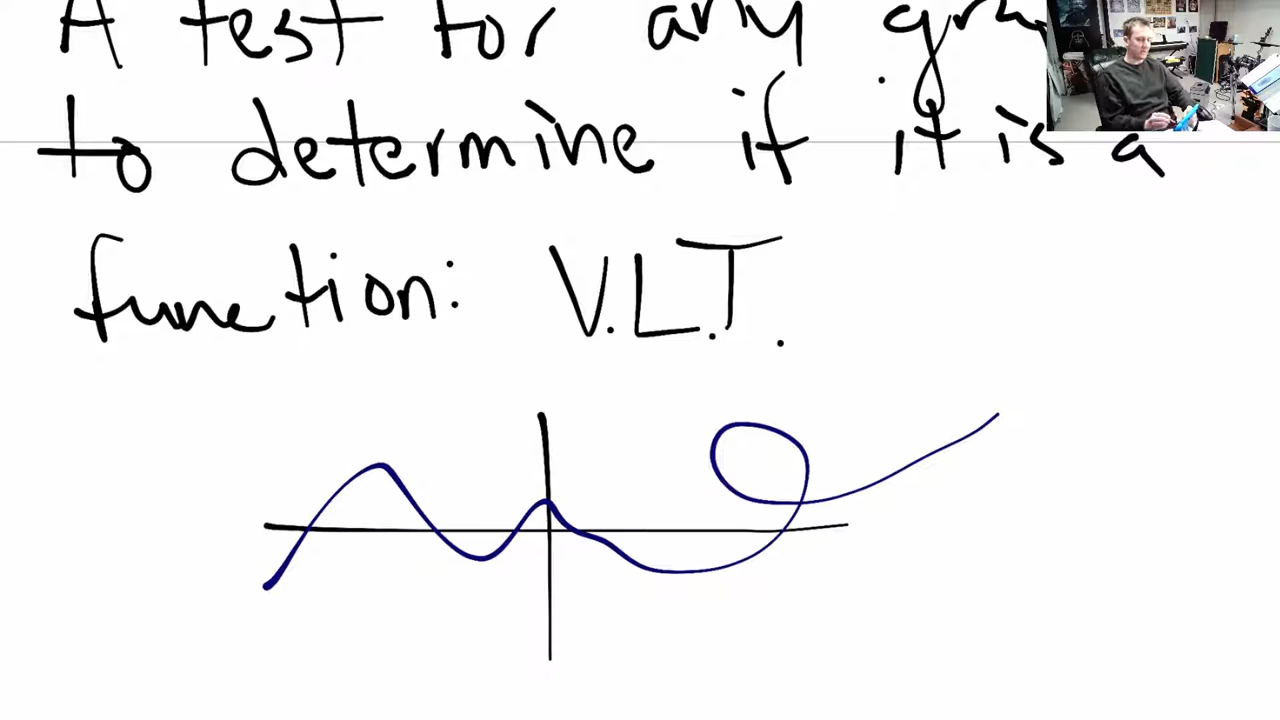 A test for any
to determine if it is a
function: V.L.T.